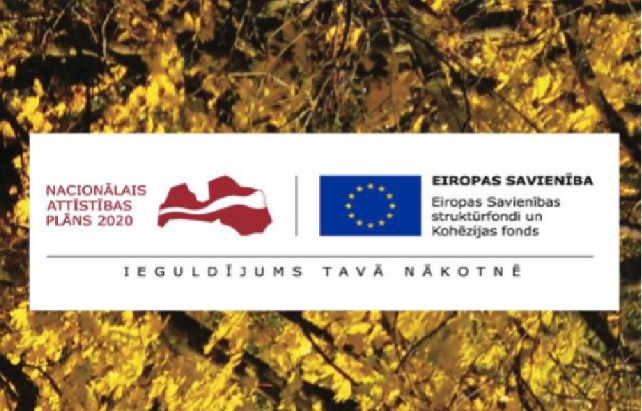 NACIONĀLAIS
ATTĪSTĪBAS
PLĀNS 2020
EIROPAS SAVIENĪBA
Eiropas Savienības
struktūrfondi un
Kohēzijas fonds
IEGULDĪJUMS TAVĀ NĀKOTNĒ